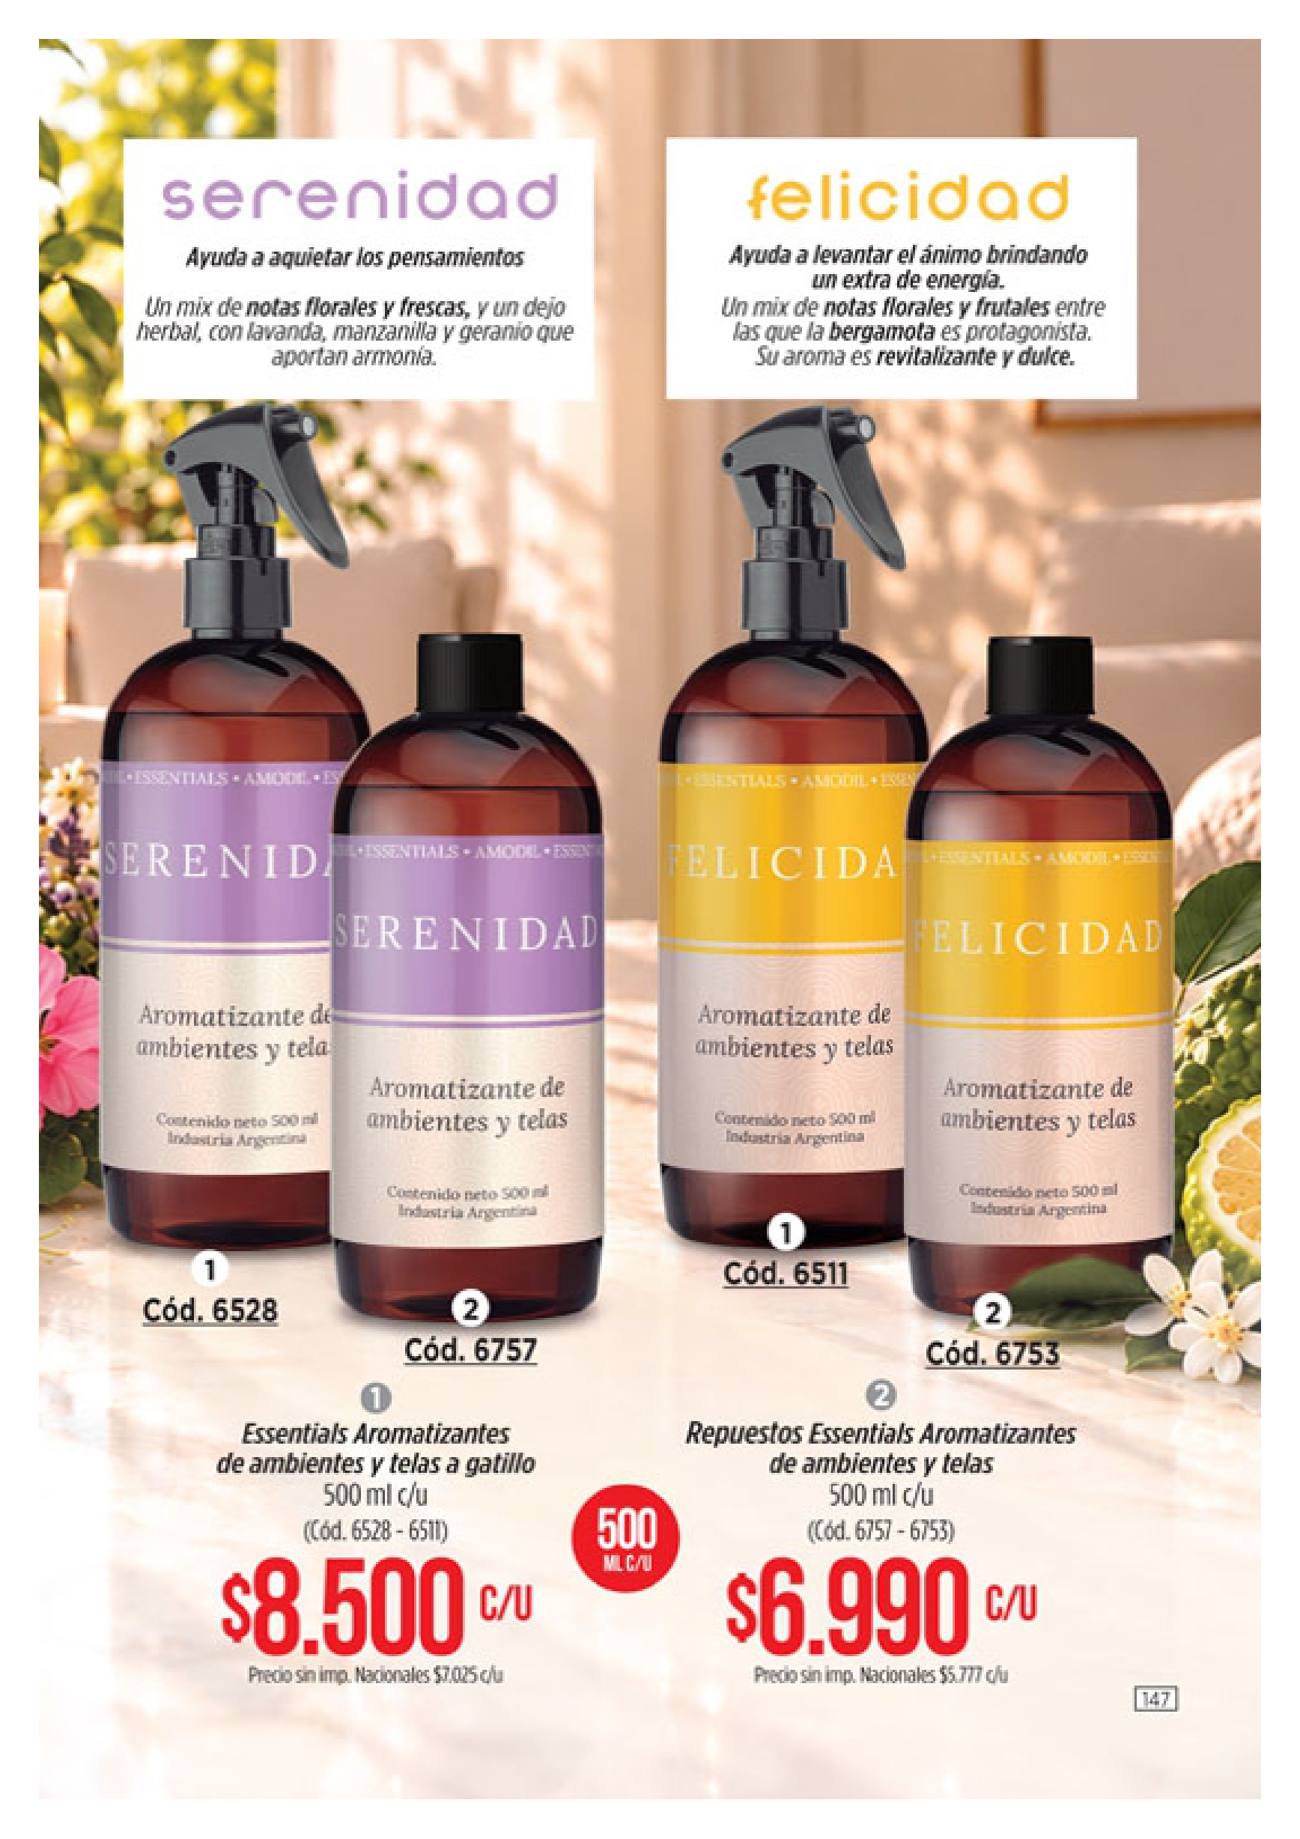 serenidad
Ayuda a aquietar los pensamientos
Un mix de notas florales y frescas, y un dejo
herbal, con lavanda, manzanilla y geranio que
aportan armonía.
felicidad
Ayuda a levantar el ánimo brindando
un extra de energía.
Un mix de notas florales y frutales entre
las que la bergamota es protagonista.
Su aroma es revitalizante y dulce.
• ESSENTIALS • AMODIL • ES
SERENIDA
Aromatizante de
ambientes y tela
Contenido neto 500 ml
Industria Argentina
• ESSENTIALS • AMODIL • ESSENT
SERENIDAD
Aromatizante de
ambientes y telas
Contenido neto 500 ml
Industria Argentina
• ESSENTIALS • AMODIL • ESSEN
FELICIDA
Aromatizante de
ambientes y telas
Contenido neto 500 ml
Industria Argentina
• ESSENTIALS • AMODIL • ESSENT
FELICIDAD
Aromatizante de
ambientes y telas
Contenido neto 500 ml
Industria Argentina
1
Cód. 6528
2
Cód. 6757
1
Cód. 6511
2
Cód. 6753
1
Essentials Aromatizantes
de ambientes y telas a gatillo
500 ml c/u
(Cód. 6528 - 6511)
$8.500 C/U
Precio sin imp. Nacionales $7.025 c/u
500
ML C/U
2
Repuestos Essentials Aromatizantes
de ambientes y telas
500 ml c/u
(Cód. 6757 - 6753)
$6.990 C/U
Precio sin imp. Nacionales $5.777 c/u
147